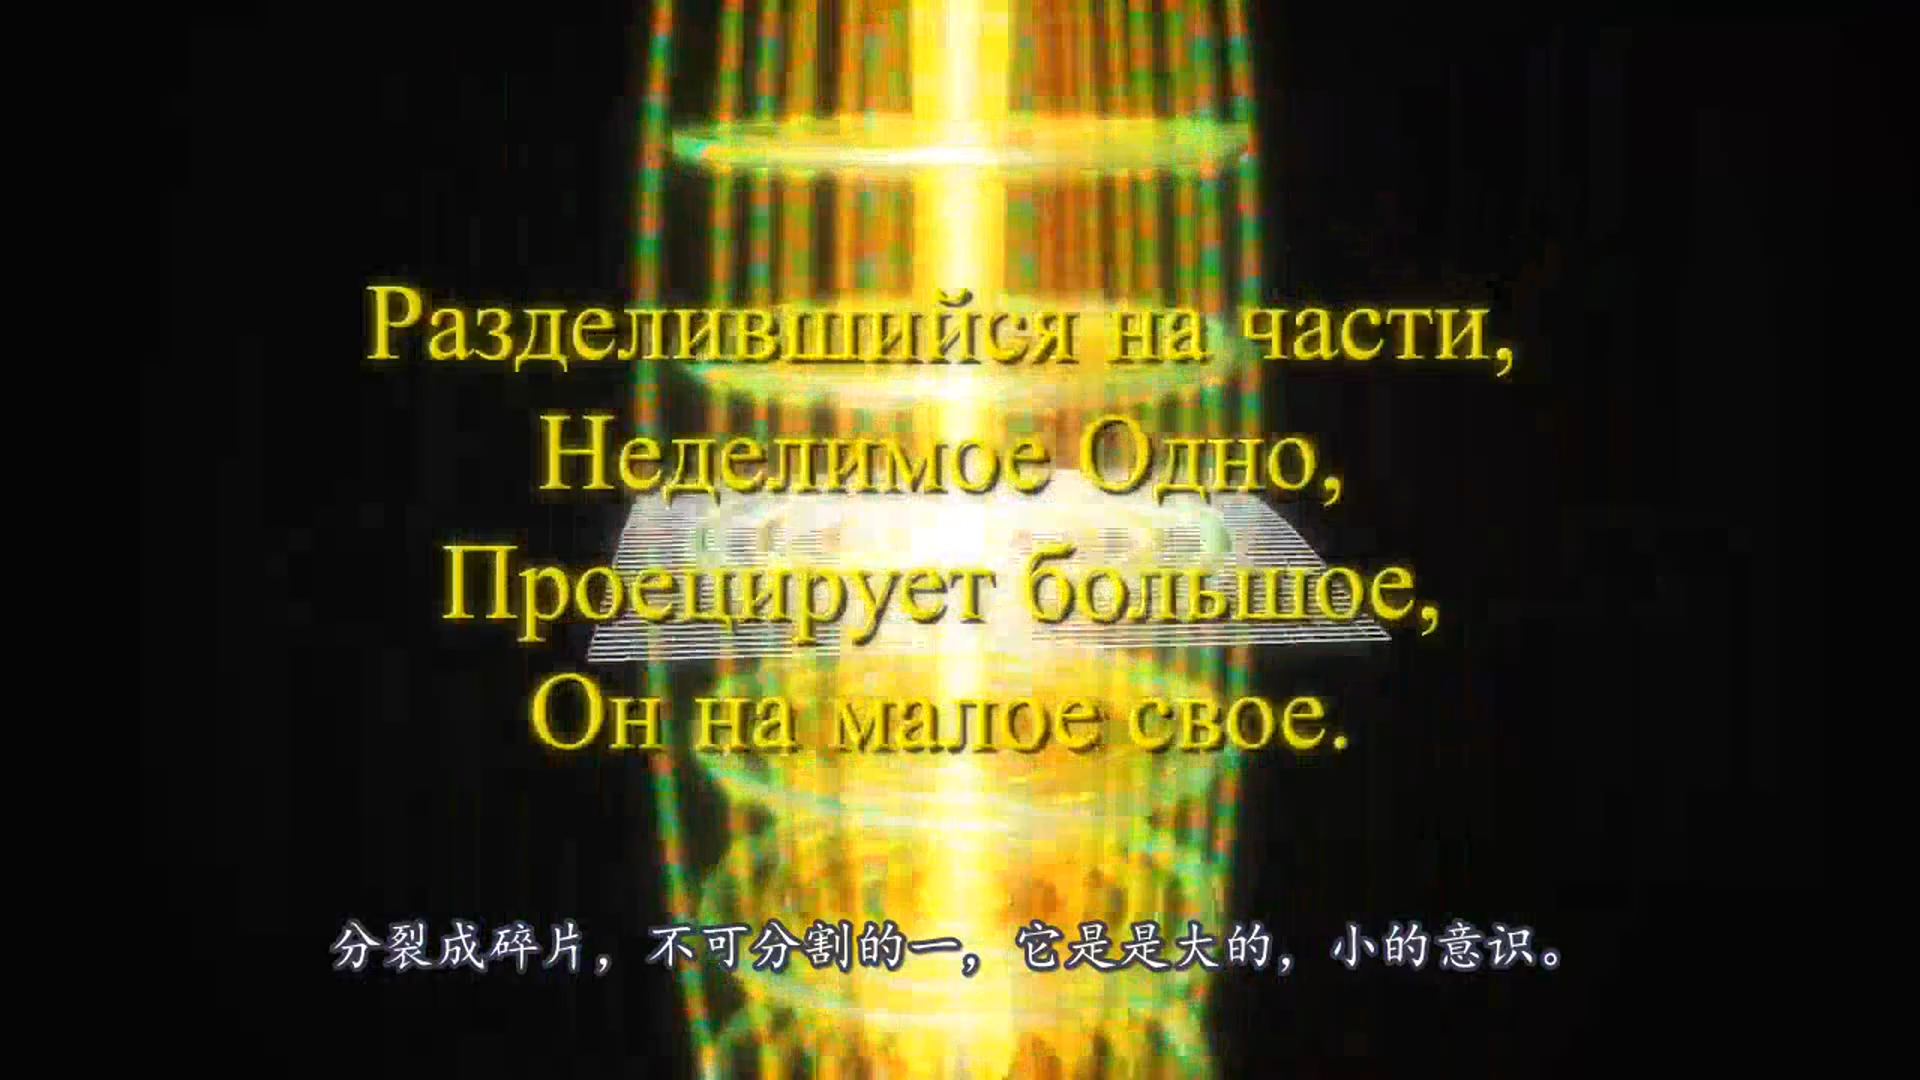 Разделившийся на части,
Неделимое Одно,
Проецирует большое,
Он на малое свое.
分裂成碎片，不可分割的一，它是是大的，小的意识。